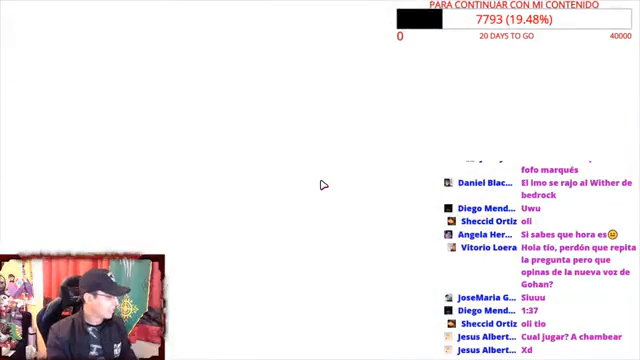 PARA CONTINUAR CON MI CONTENIDO
7793 (19.48%)
0
20 DAYS TO GO
40000
fofo marqués
Daniel Blac... El imo se rajo al Wither de
bedrock
Diego Mend... Uwu
Sheccid Ortiz oli
Angela Her... Si sabes que hora es
Vitorio Loera Hola tío, perdón que repita
la pregunta pero que
opinas de la nueva voz de
Gohan?
JoseMaria G... Siuuu
Diego Mend... 1:37
Sheccid Ortiz oli tio
Jesus Albert... Cual jugar? A chambear
Jesus Albert... Xd